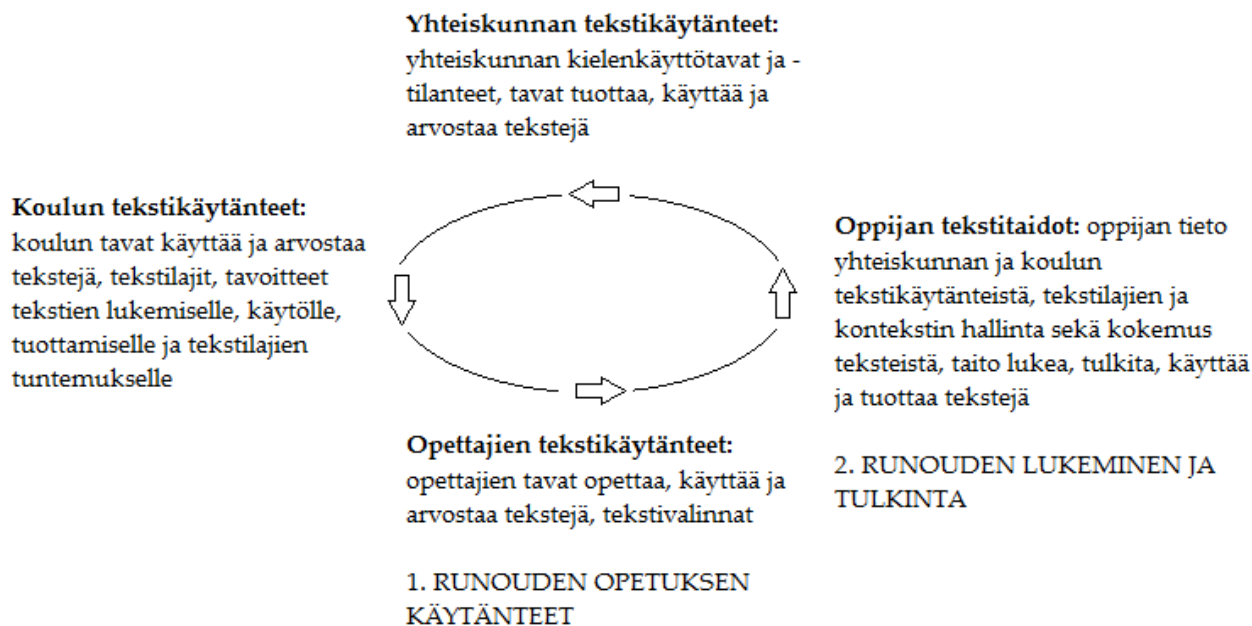 Yhteiskunnan tekstikäytänteet:
yhteiskunnan kielenkäyttötavat ja -
tilanteet, tavat tuottaa, käyttää ja
arvostaa tekstejä
Koulun tekstikäytänteet:
koulun tavat käyttää ja arvostaa
tekstejä, tekstilajit, tavoitteet
tekstien lukemiselle, käytölle,
tuottamiselle ja tekstilajien
tuntemukselle
Oppijan tekstitaidot: oppijan tieto
yhteiskunnan ja koulun
tekstikäytänteistä, tekstilajien ja
kontekstin hallinta sekä kokemus
teksteistä, taito lukea, tulkita, käyttää
ja tuottaa tekstejä
2. RUNOUDEN LUKEMINEN JA
TULKINTA
Opettajien tekstikäytänteet:
opettajien tavat opettaa, käyttää ja
arvostaa tekstejä, tekstivalinnat
1. RUNOUDEN OPETUKSEN
KÄYTÄNTEET